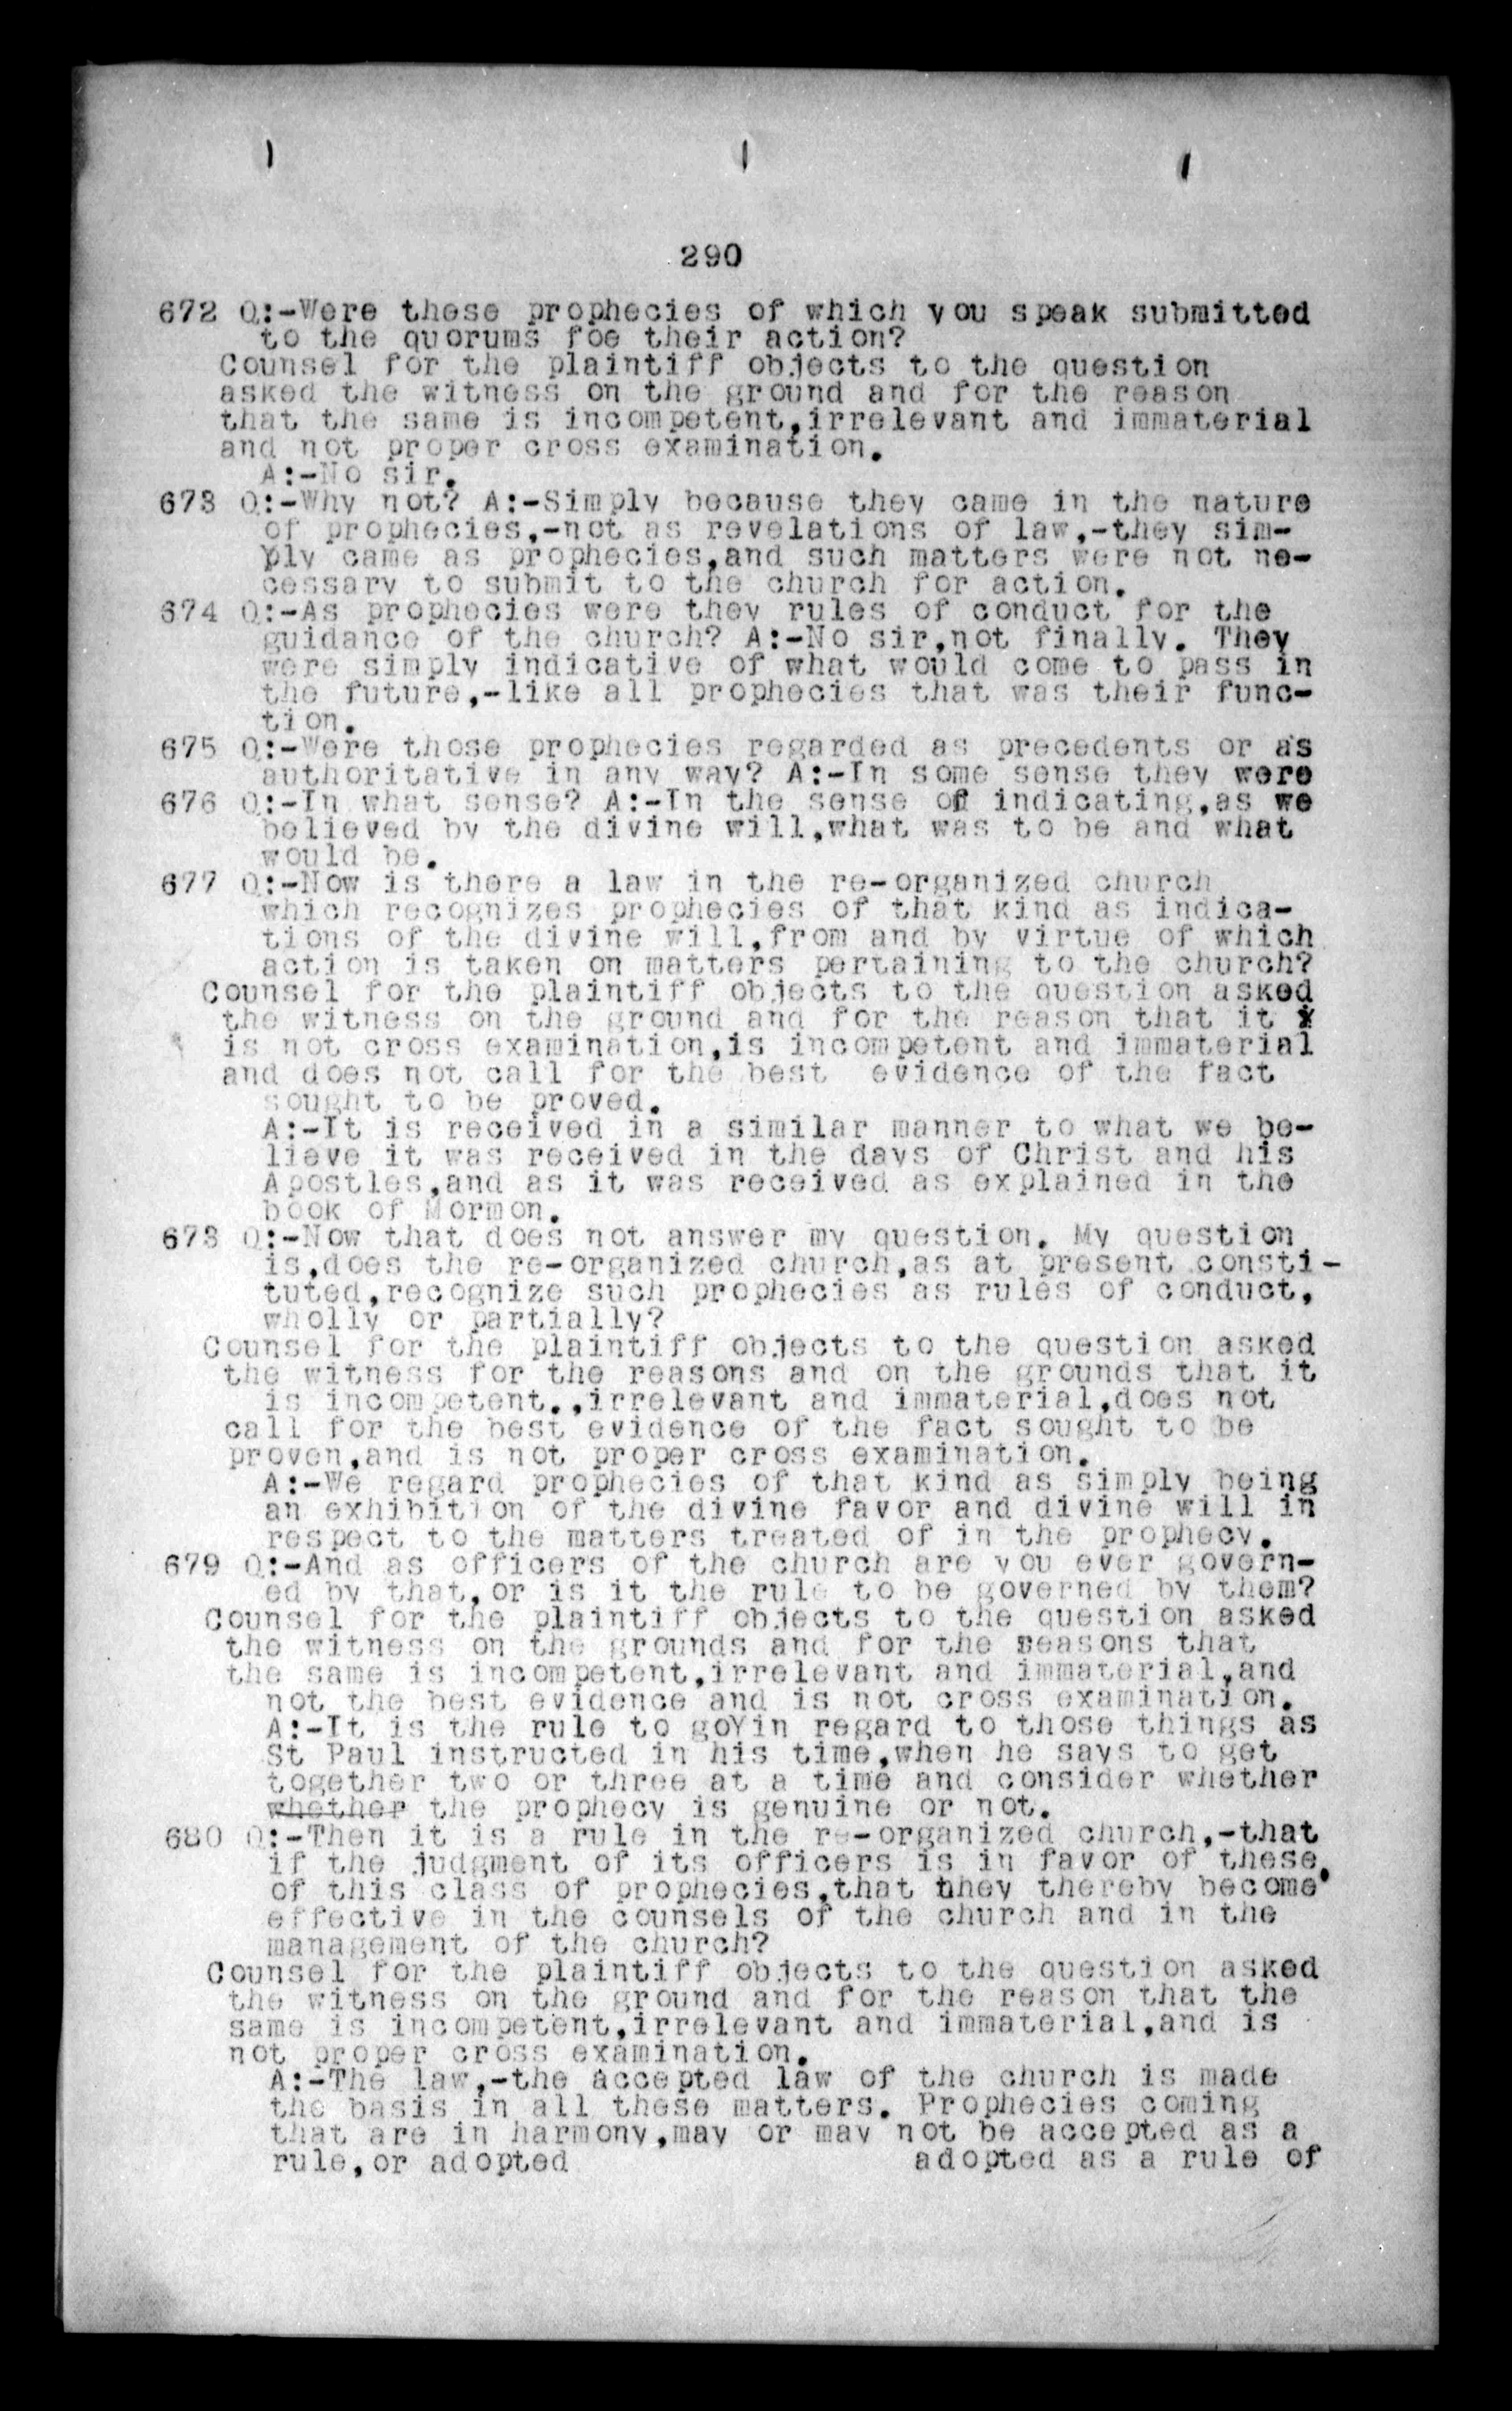 290
672 Q:-Were these prophecies of which you speak submitted
to the quorums foe their action?
Counsel for the plaintiff objects to the question
asked the witness on the ground and for the reason
that the same is incompetent,irrelevant and immaterial
and not proper cross examination.
A:-No sir.
673 Q:-Why not? A:-Simply because they came in the nature
of prophecies,-not as revelations of law,-they sim-
ply came as prophecies,and such matters were not ne-
cessary to submit to the church for action.
674 Q:-As prophecies were they rules of conduct for the
guidance of the church? A:-No sir,not finally. They
were simply indicative of what would come to pass in
the future,-like all prophecies that was their func-
tion.
675 Q:-Were those prophecies regarded as precedents or as
authoritative in any way? A:-In some sense they were
676 Q:-In what sense? A:-In the sense of indicating,as we
believed by the divine will,what was to be and what
would be.
677 Q:-Now is there a law in the re-organized church
which recognizes prophecies of that kind as indica-
tions of the divine will,from and by virtue of which
action is taken on matters pertaining to the church?
Counsel for the plaintiff objects to the question asked
the witness on the ground and for the reason that it x
is not cross examination,is incompetent and immaterial
and does not call for the best evidence of the fact
sought to be proved.
A:-It is received in a similar manner to what we be-
lieve it was received in the days of Christ and his
Apostles,and as it was received as explained in the
book of Mormon.
678 Q:-Now that does not answer my question. My question
is,does the re-organized church,as at present consti-
tuted,recognize such prophecies as rules of conduct,
wholly or partially?
Counsel for the plaintiff objects to the question asked
the witness for the reasons and on the grounds that it
is incompetent.,irrelevant and immaterial,does not
call for the best evidence of the fact sought to be
proven,and is not proper cross examination.
A:-We regard prophecies of that kind as simply being
an exhibition of the divine favor and divine will in
respect to the matters treated of in the prophecy.
679 Q:-And as officers of the church are you ever govern-
ed by that,or is it the rule to be governed by them?
Counsel for the plaintiff objects to the question asked
the witness on the grounds and for the reasons that
the same is incompetent,irrelevant and immaterial,and
not the best evidence and is not cross examination.
A:-It is the rule to goYin regard to those things as
St Paul instructed in his time,when he says to get
together two or three at a time and consider whether
whether the prophecy is genuine or not.
680 Q:-Then it is a rule in the re-organized church,-that
if the judgment of its officers is in favor of these,
of this class of prophecies,that they thereby become
effective in the counsels of the church and in the
management of the church?
Counsel for the plaintiff objects to the question asked
the witness on the ground and for the reason that the
same is incompetent,irrelevant and immaterial,and is
not proper cross examination.
A:-The law,-the accepted law of the church is made
the basis in all these matters. Prophecies coming
that are in harmony,may or may not be accepted as a
rule,or adopted adopted as a rule of